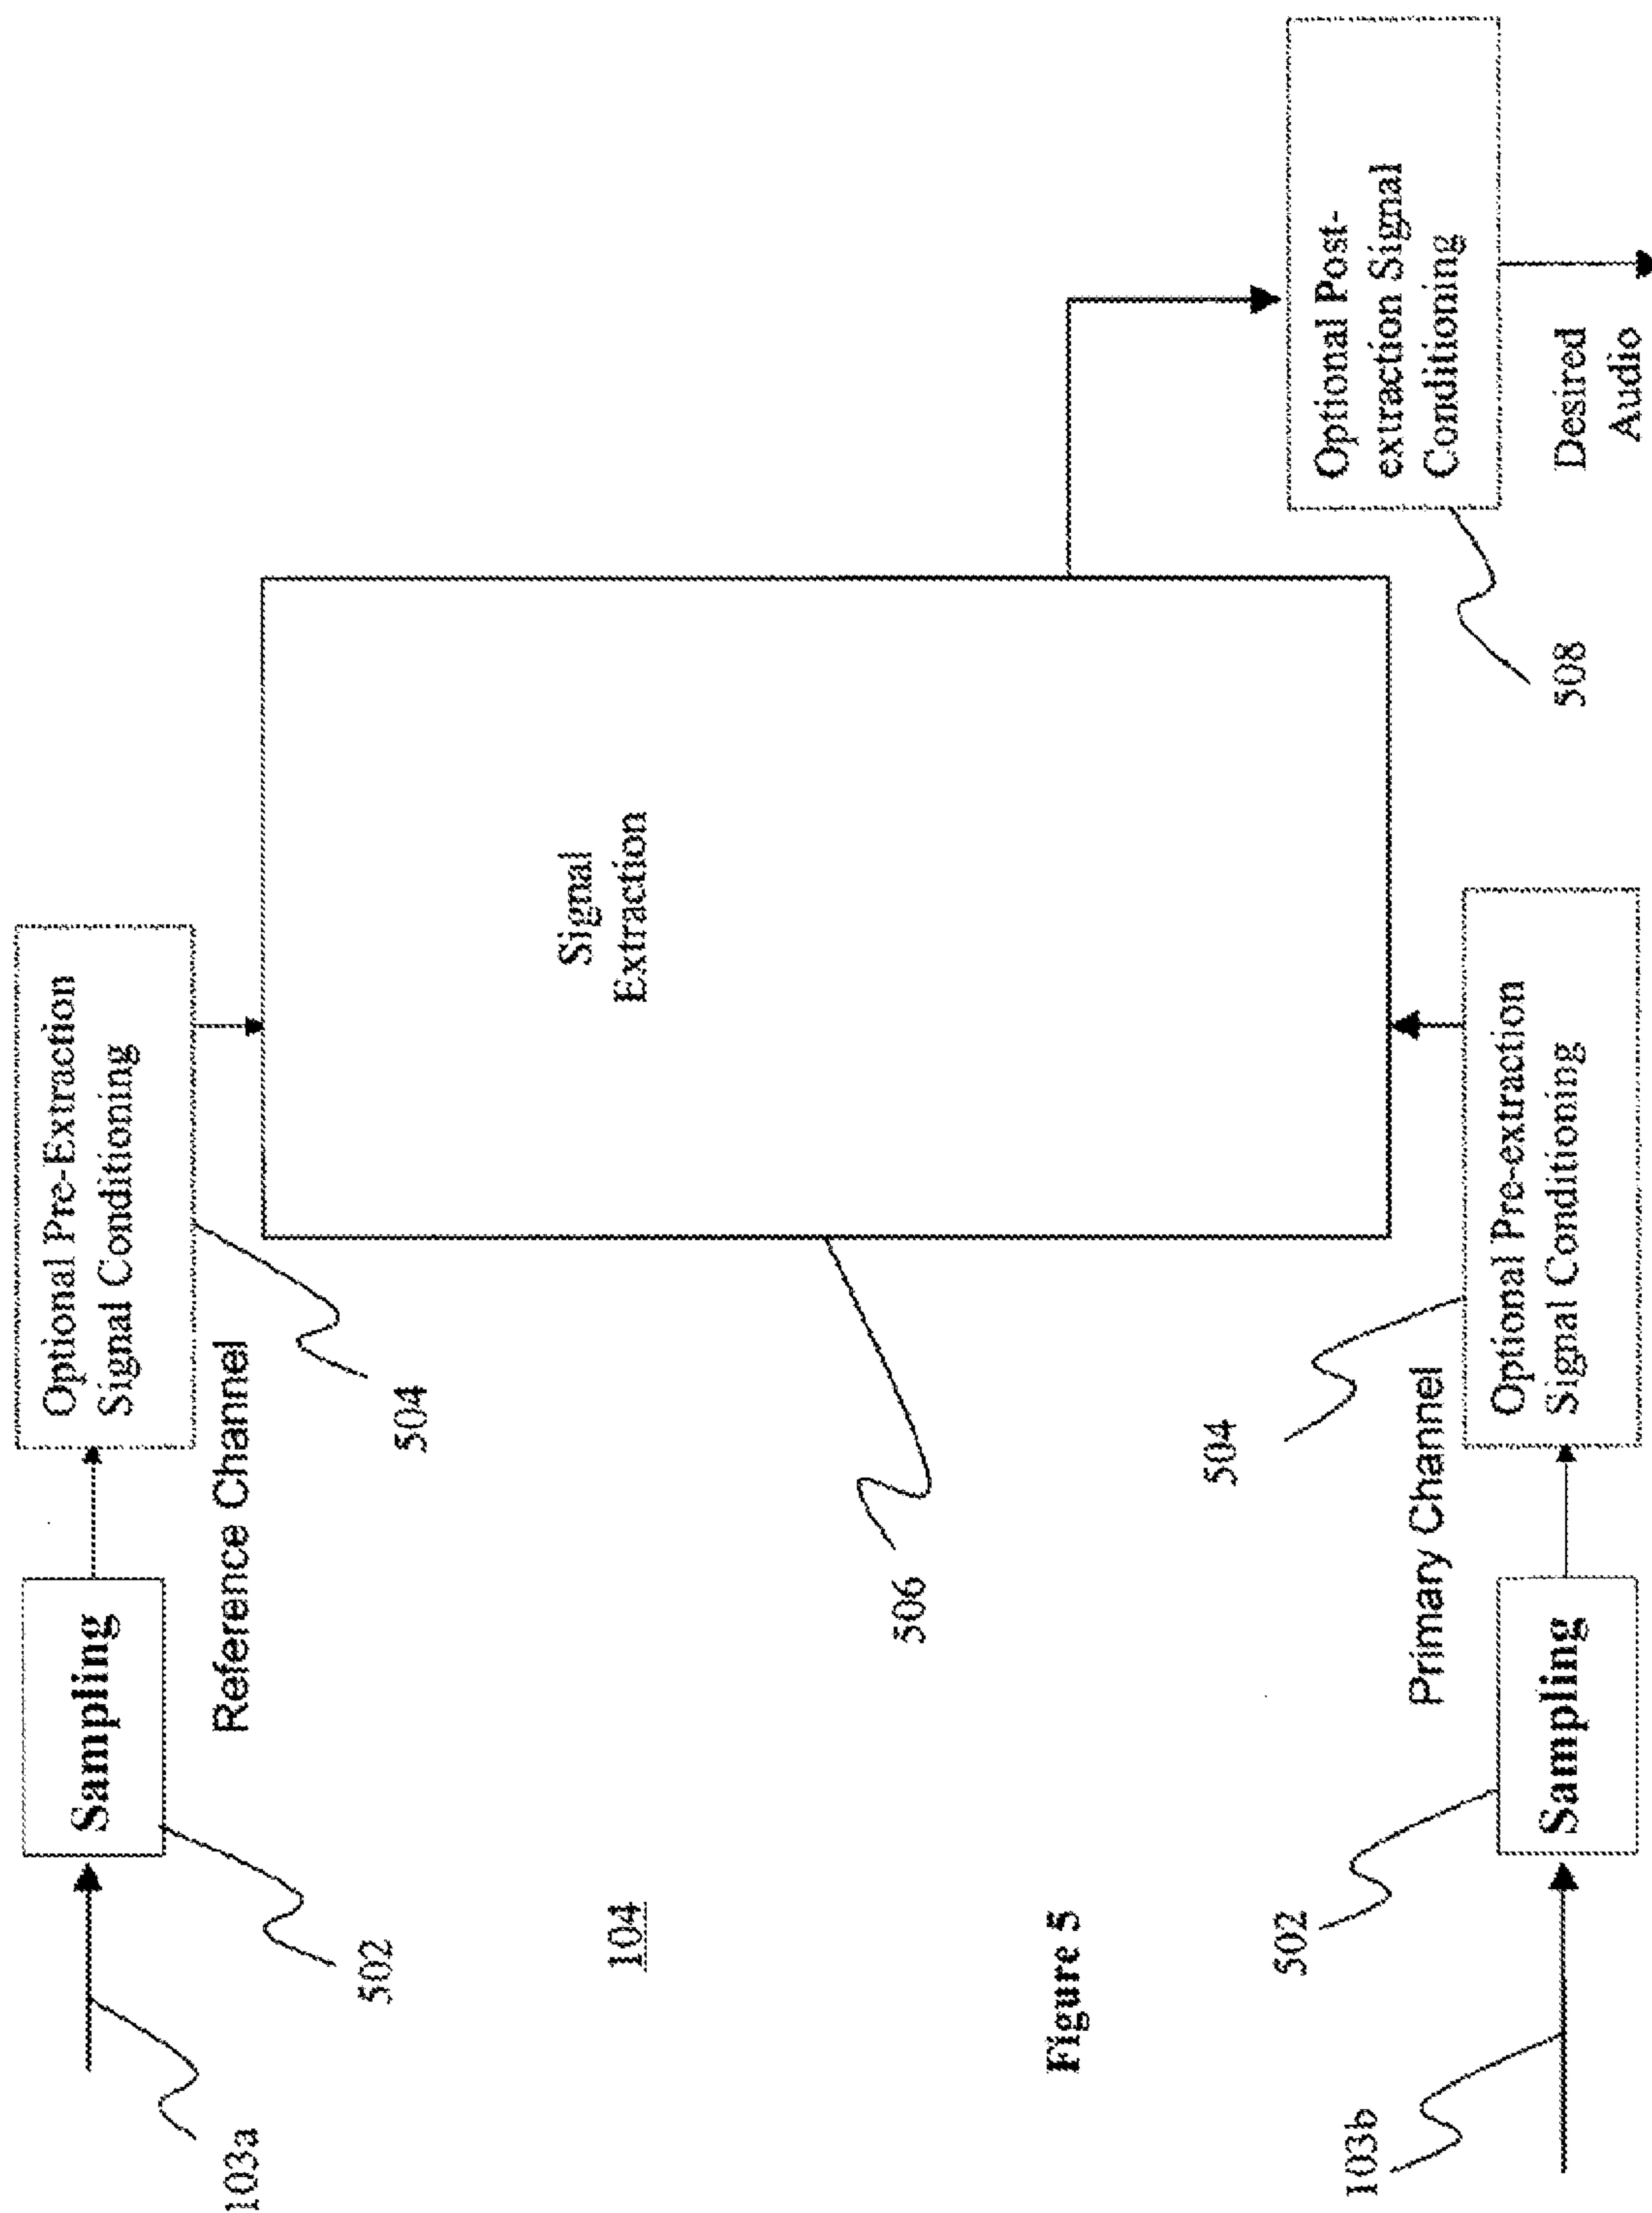 103a
Sampling
502
Reference Channel
Optional Pre-Extraction
Signal Conditioning
504
104
506
Signal
Extraction
Figure 5
103b
502
Sampling
Primary Channel
504
Optional Pre-extraction
Signal Conditioning
508
Optional Post-
extraction Signal
Conditioning
Desired
Audio